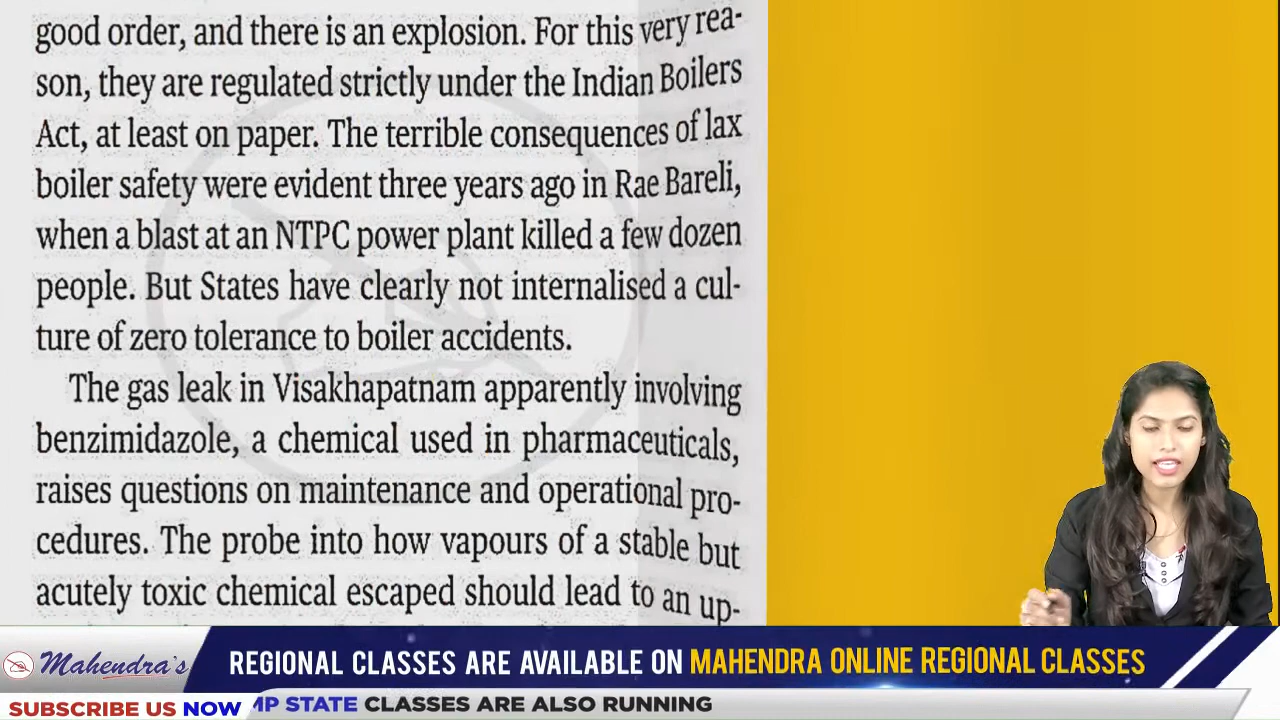 good order, and there is an explosion. For this very rea-
son, they are regulated strictly under the Indian Boilers
Act, at least on paper. The terrible consequences of lax
boiler safety were evident three years ago in Rae Bareli,
when a blast at an NTPC power plant killed a few dozen
people. But States have clearly not internalised a cul-
ture of zero tolerance to boiler accidents.
The gas leak in Visakhapatnam apparently involving
benzimidazole, a chemical used in pharmaceuticals,
raises questions on maintenance and operational pro-
cedures. The probe into how vapours of a stable but
acutely toxic chemical escaped should lead to an up-
Mahendra's
REGIONAL CLASSES ARE AVAILABLE ON MAHENDRA ONLINE REGIONAL CLASSES
SUBSCRIBE US NOW
MP STATE CLASSES ARE ALSO RUNNING